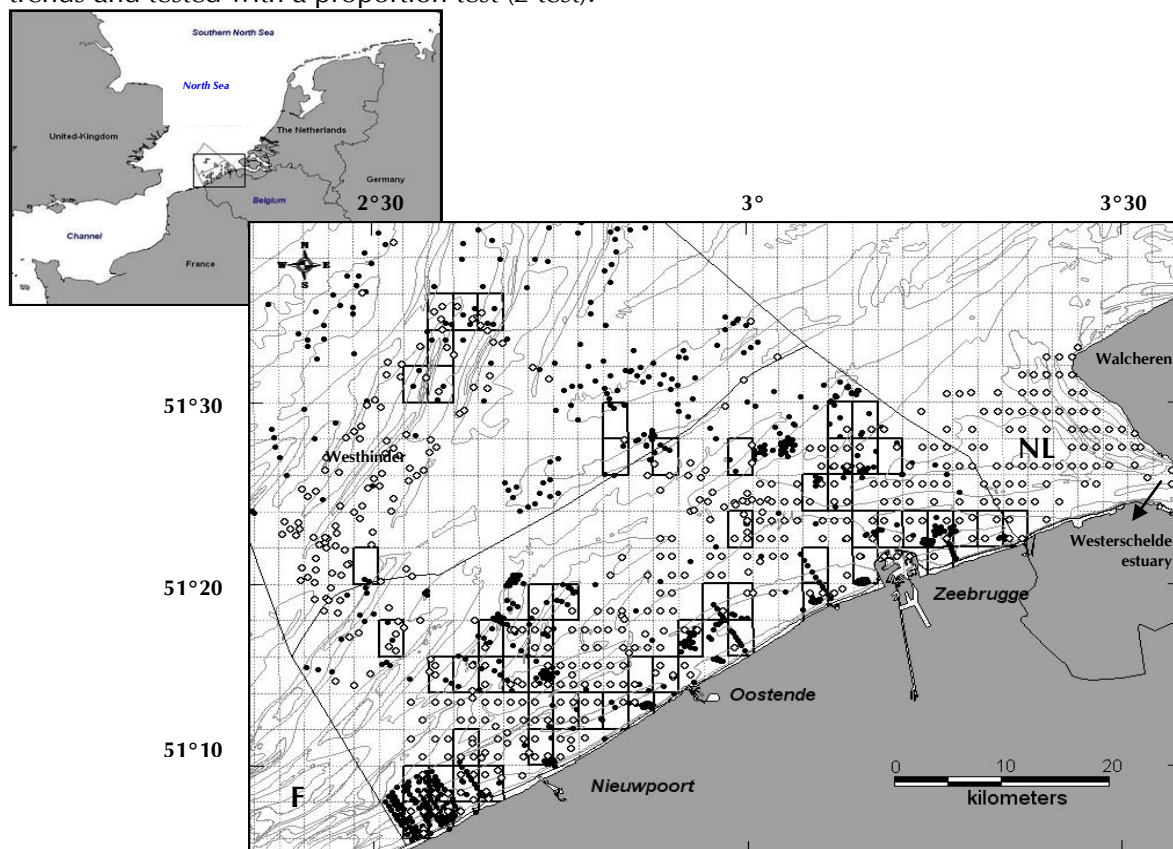 trends and tested with a proportion test (Z test).
Southern North Sea
North Sea
United-Kingdom
The Netherlands
Germany
Belgium
Channel
France
2°30
3°
3°30
N
W E
S
Walcheren
51°30
Westhinder
NL
Westerschelde
estuary
51°20
Zeebrugge
Oostende
51°10
Nieuwpoort
F
0 10 20
kilometers